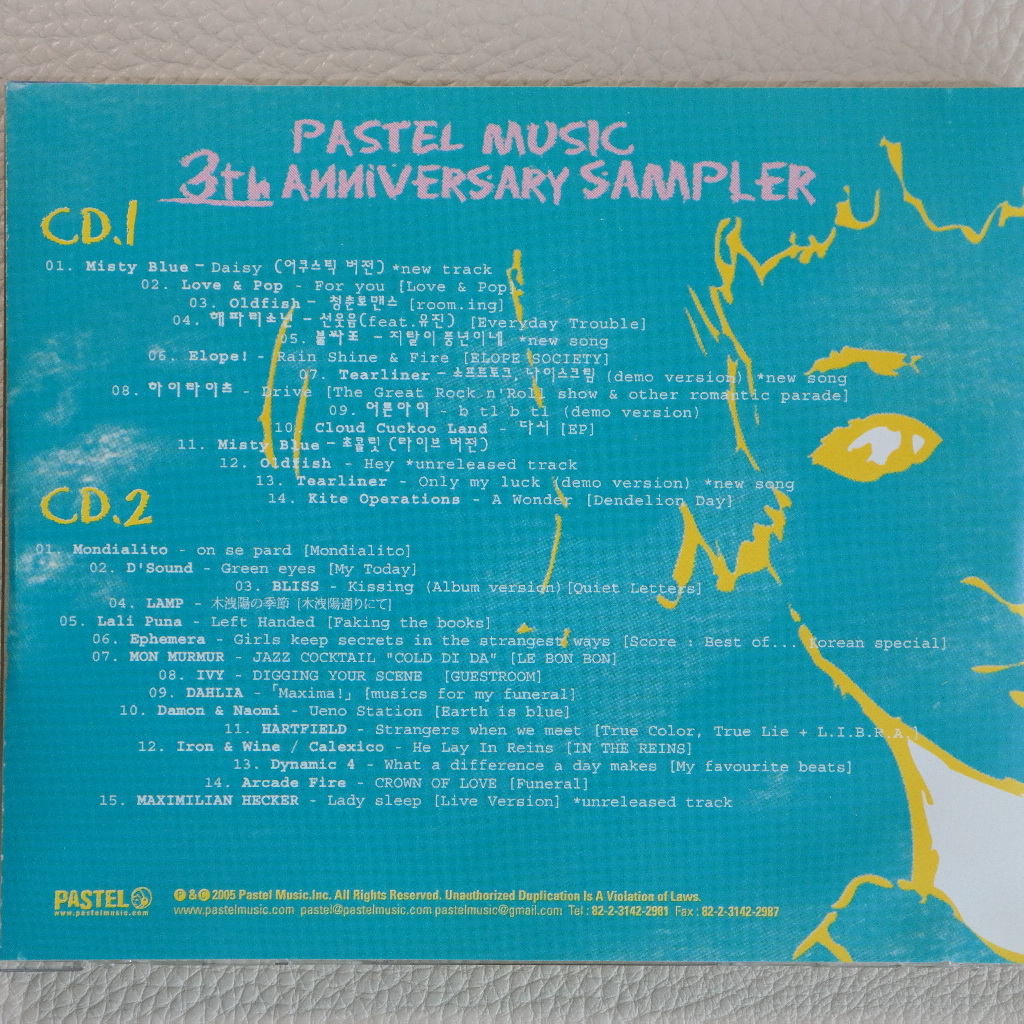 PASTEL MUSIC
3th ANNIVERSARY SAMPLER
CD.1
01. Misty Blue - Daisy (어쿠스틱 버전) *new track
02. Love & Pop - For you [Love & Pop]
03. Oldfish - 청춘로맨스 [room.ing]
04. 해파리소년 - 선웃음(feat.유진) [Everyday Trouble]
05. 불싸조 - 지랄이 풍년이네 *new song
06. Elope! - Rain Shine & Fire [ELOPE SOCIETY]
07. Tearliner - 소프트토크 나이스크림 (demo version) *new song
08. 하이라이츠 - Drive [The Great Rock n'Roll show & other romantic parade]
09. 어른아이 - b tl b tl (demo version)
10. Cloud Cuckoo Land - 다시 [EP]
11. Misty Blue - 초콜릿 (라이브 버전)
12. Oldfish - Hey *unreleased track
13. Tearliner - Only my luck (demo version) *new song
14. Kite Operations - A Wonder [Dendelion Day]
CD.2
01. Mondialito - on se pard [Mondialito]
02. D'Sound - Green eyes [My Today]
03. BLISS - Kissing (Album version) [Quiet Letters]
04. LAMP - 木洩陽の季節 [木洩陽通りにて]
05. Lali Puna - Left Handed [Faking the books]
06. Ephemera - Girls keep secrets in the strangest ways [Score : Best of... Korean special]
07. MON MURMUR - JAZZ COCKTAIL "COLD DI DA" [LE BON BON]
08. IVY - DIGGING YOUR SCENE [GUESTROOM]
09. DAHLIA - 「Maxima!」 [musics for my funeral]
10. Damon & Naomi - Ueno Station [Earth is blue]
11. HARTFIELD - Strangers when we meet [True Color, True Lie + L.I.B.R.A.]
12. Iron & Wine / Calexico - He Lay In Reins [IN THE REINS]
13. Dynamic 4 - What a difference a day makes [My favourite beats]
14. Arcade Fire - CROWN OF LOVE [Funeral]
15. MAXIMILIAN HECKER - Lady sleep [Live Version] *unreleased track
PASTEL
www.pastelmusic.com
Ⓟ & Ⓒ 2005 Pastel Music.Inc. All Rights Reserved. Unauthorized Duplication Is A Violation of Laws.
www.pastelmusic.com pastel@pastelmusic.com pastelmusic@gmail.com Tel : 82-2-3142-2981 Fax : 82-2-3142-2987